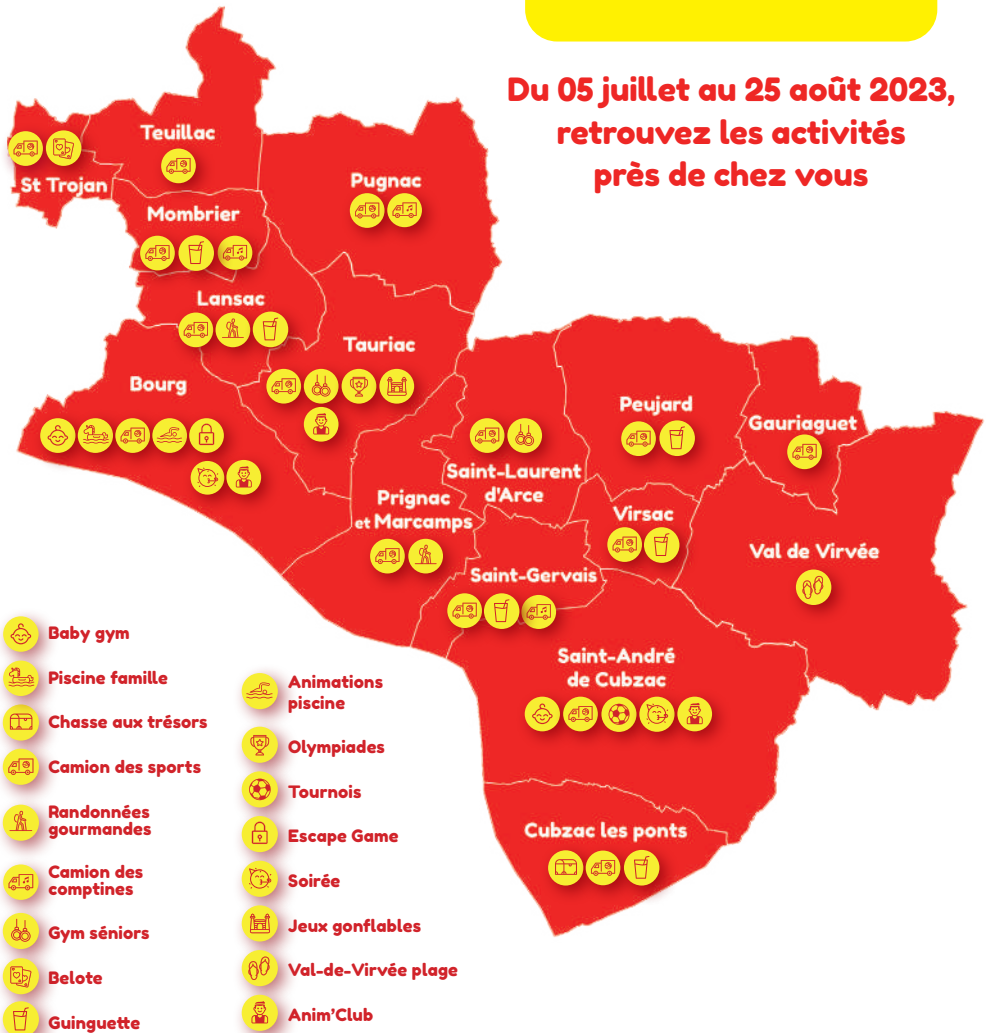 Du 05 juillet au 25 août 2023,
retrouvez les activités
près de chez vous
Teuillac
St Trojan
Pugnac
Mombrier
Lansac
Tauriac
Bourg
Peujard
Gauriaguet
Saint-Laurent
d'Arce
Prignac
et Marcamps
Virsac
Val de Virvée
Saint-Gervais
Saint-André
de Cubzac
Cubzac les ponts
Baby gym
Piscine famille
Chasse aux trésors
Camion des sports
Randonnées
gourmandes
Camion des
comptines
Gym séniors
Belote
Guinguette
Animations
piscine
Olympiades
Tournois
Escape Game
Soirée
Jeux gonflables
Val-de-Virvée plage
Anim'Club